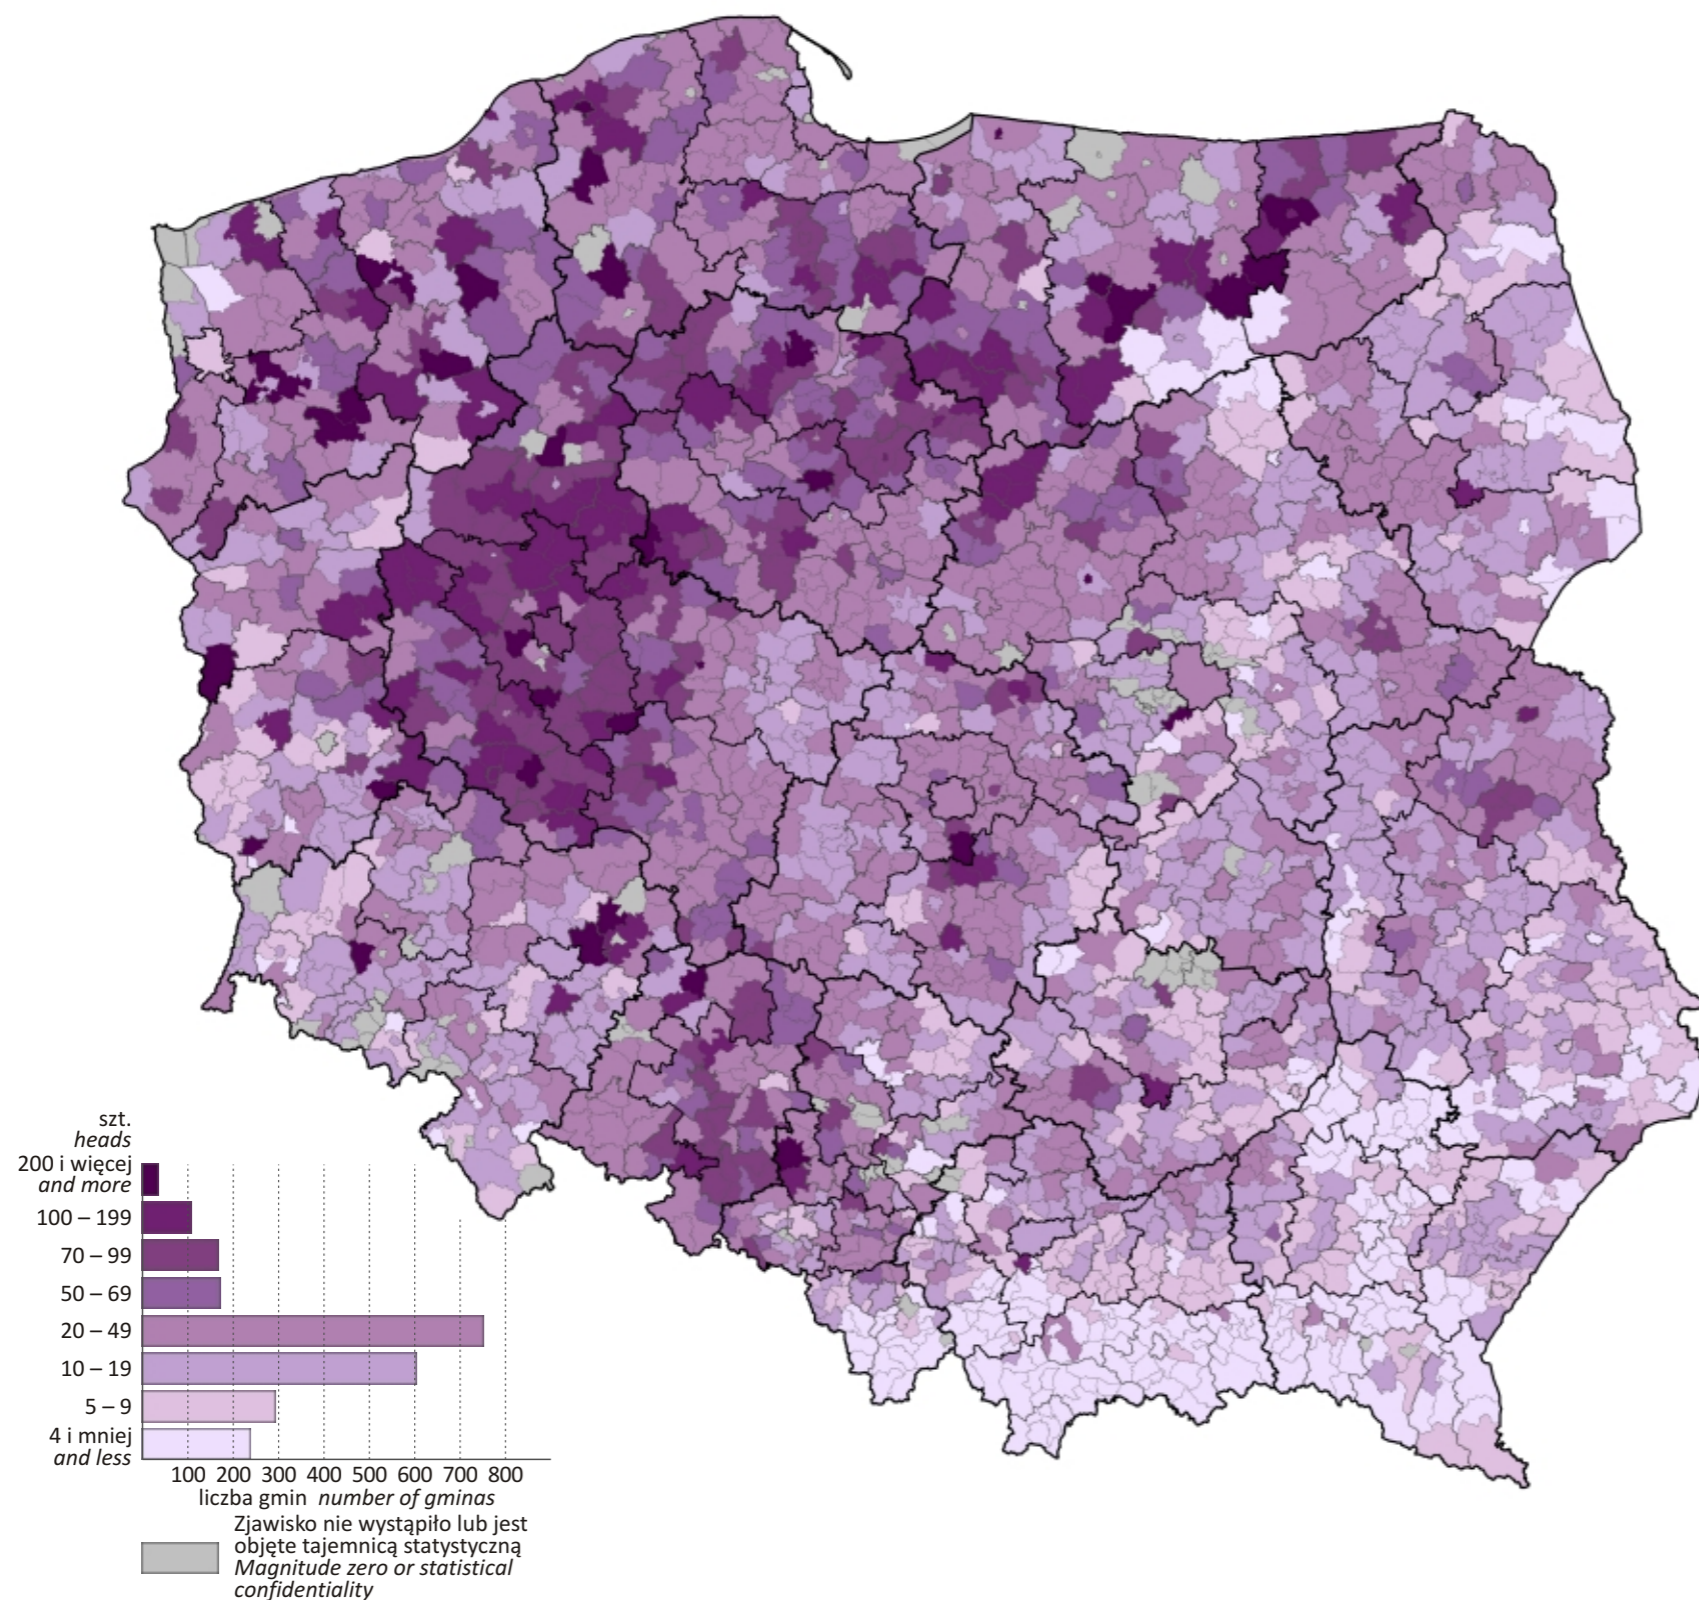 szt.
heads
200 i więcej
and more
100 – 199
70 – 99
50 – 69
20 – 49
10 – 19
5 – 9
4 i mniej
and less
100 200 300 400 500 600 700 800
liczba gmin number of gminas
Zjawisko nie wystąpiło lub jest
objęte tajemnicą statystyczną
Magnitude zero or statistical
confidentiality